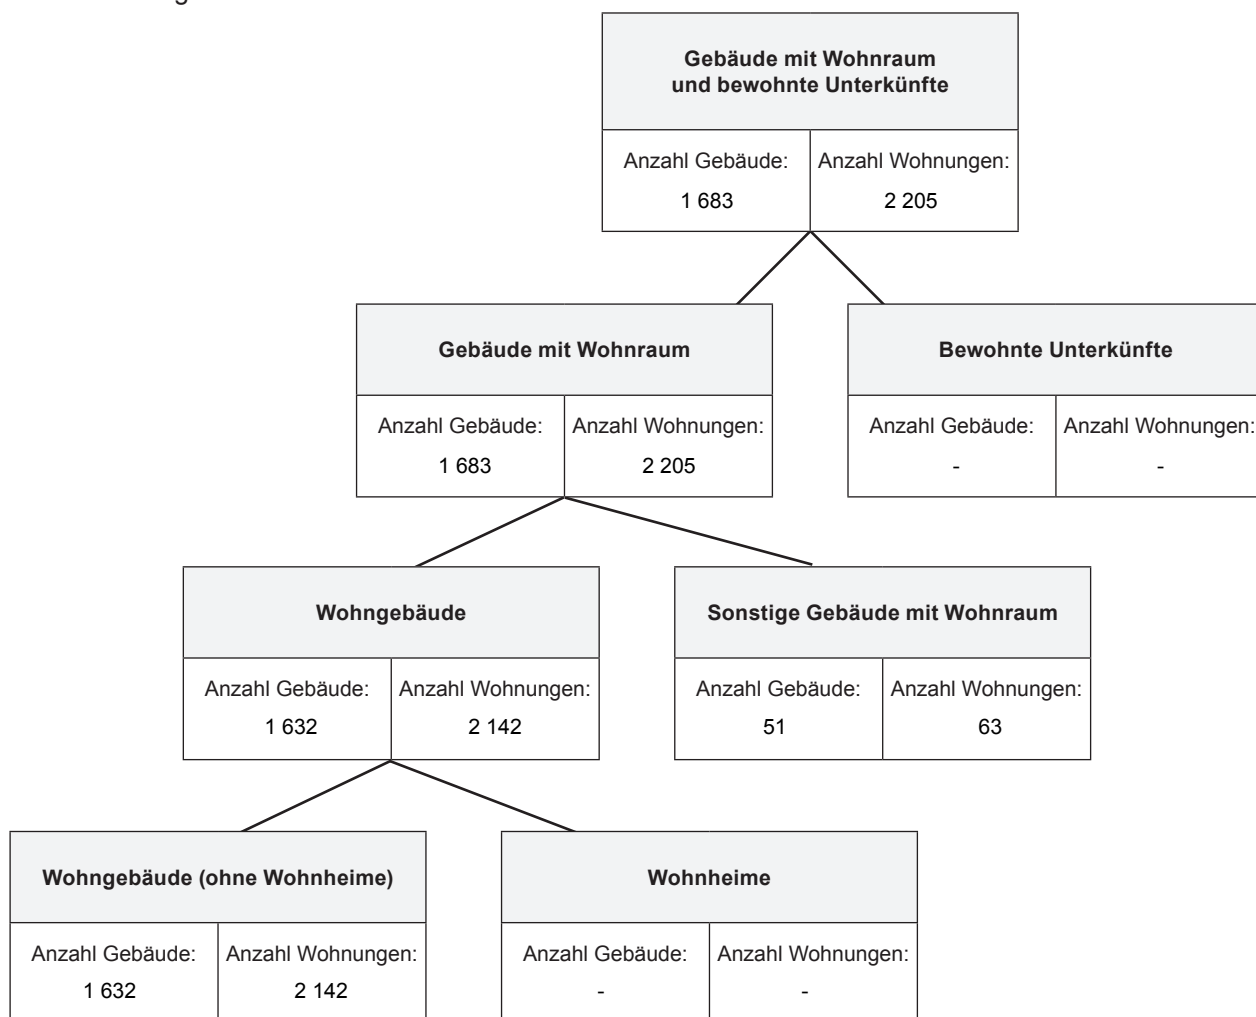 Gebäude mit Wohnraum
und bewohnte Unterkünfte
Anzahl Gebäude: Anzahl Wohnungen:
1 683 2 205
Gebäude mit Wohnraum
Anzahl Gebäude: Anzahl Wohnungen:
1 683 2 205
Bewohnte Unterkünfte
Anzahl Gebäude: Anzahl Wohnungen:
- -
Wohngebäude
Anzahl Gebäude: Anzahl Wohnungen:
1 632 2 142
Sonstige Gebäude mit Wohnraum
Anzahl Gebäude: Anzahl Wohnungen:
51 63
Wohngebäude (ohne Wohnheime)
Anzahl Gebäude: Anzahl Wohnungen:
1 632 2 142
Wohnheime
Anzahl Gebäude: Anzahl Wohnungen:
- -